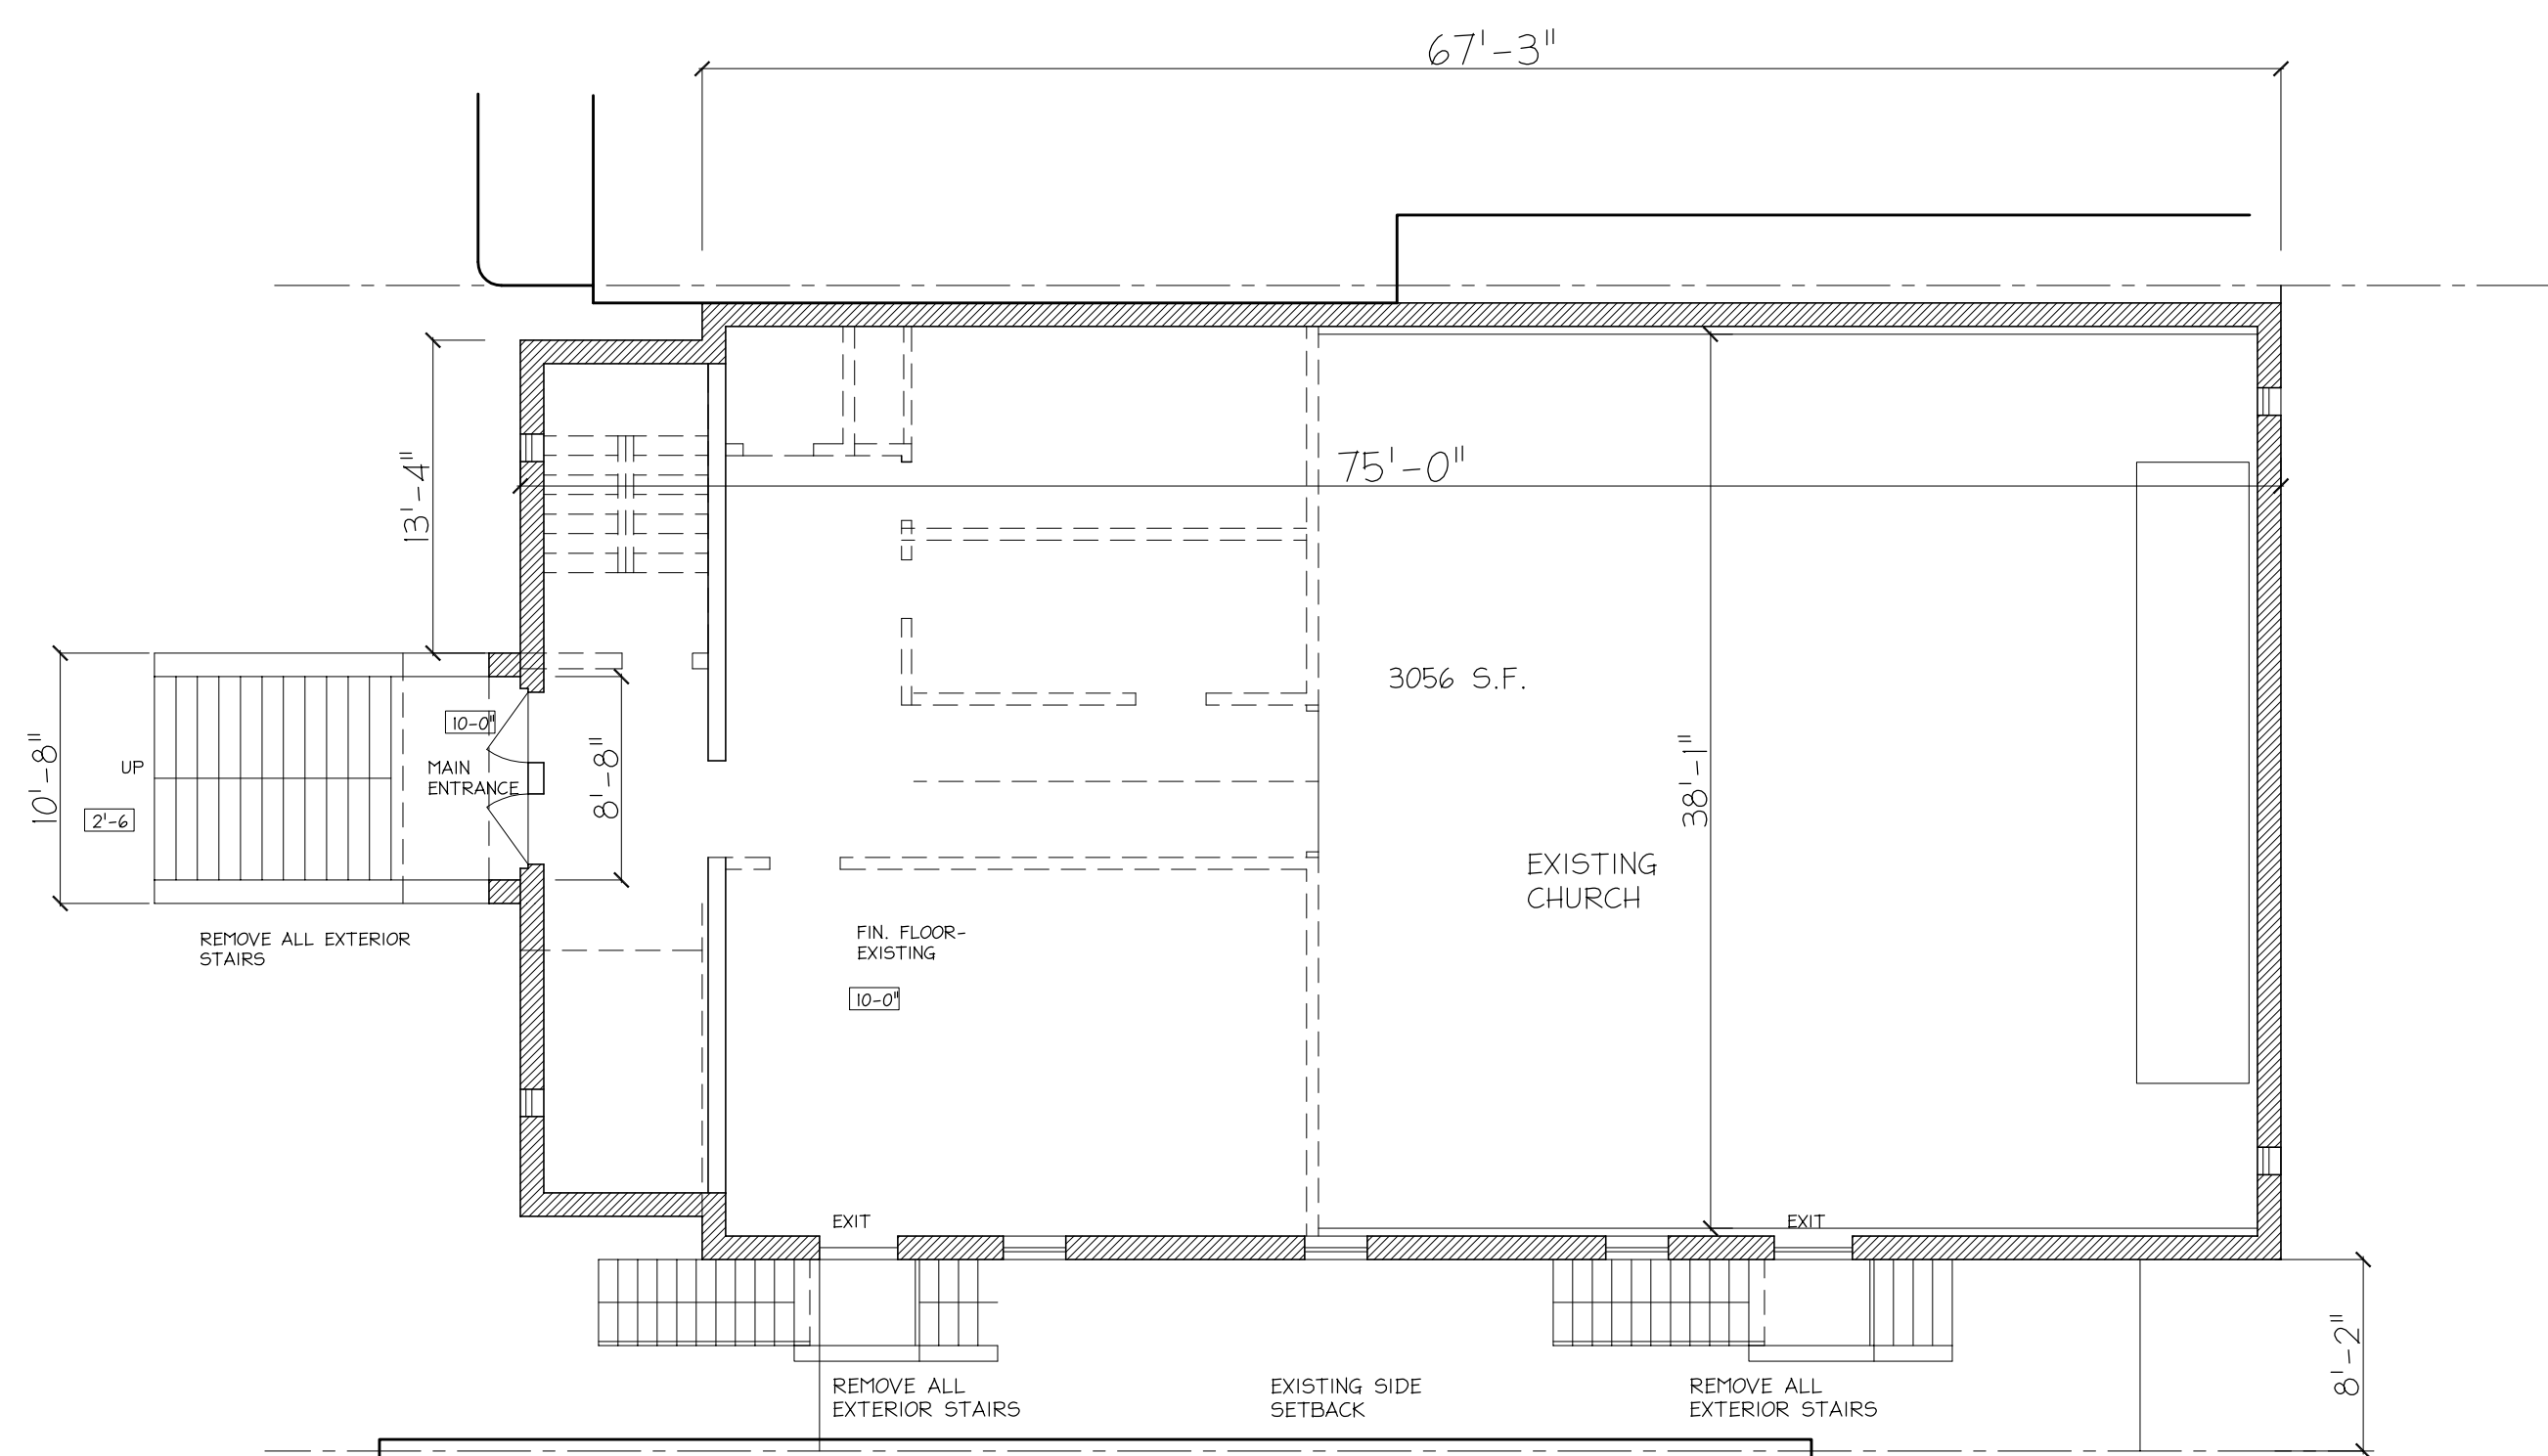 67'-3"
75'-0"
13'-4"
3056 S.F.
10-0"
MAIN
ENTRANCE
UP
2'-6
10'-8"
8'-8"
38'-1"
EXISTING
CHURCH
REMOVE ALL EXTERIOR
STAIRS
FIN. FLOOR-
EXISTING
10-0"
EXIT
EXIT
REMOVE ALL
EXTERIOR STAIRS
EXISTING SIDE
SETBACK
REMOVE ALL
EXTERIOR STAIRS
8'-2"